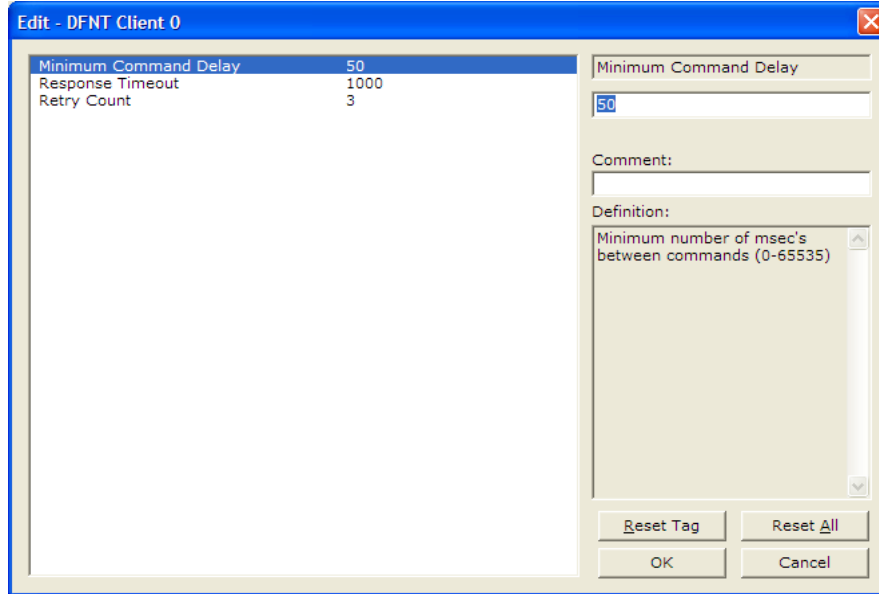 Edit - DFNT Client 0
Minimum Command Delay 50
Response Timeout 1000
Retry Count 3
Minimum Command Delay
50
Comment:
Definition:
Minimum number of msec's
between commands (0-65535)
Reset Tag Reset All
OK Cancel